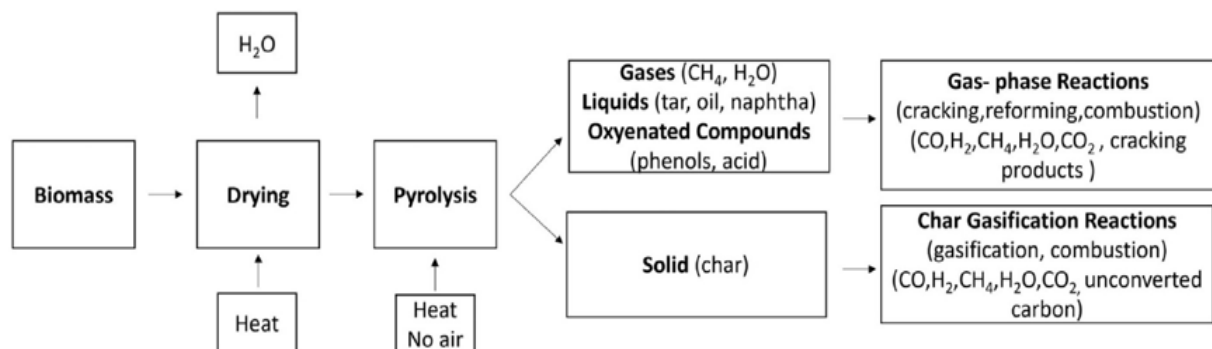 H₂O
Biomass
Drying
Pyrolysis
Heat
Heat
No air
Gases (CH₄, H₂O)
Liquids (tar, oil, naphtha)
Oxyenated Compounds
(phenols, acid)
Solid (char)
Gas- phase Reactions
(cracking,reforming,combustion)
(CO,H₂,CH₄,H₂O,CO₂ , cracking
products )
Char Gasification Reactions
(gasification, combustion)
(CO,H₂,CH₄,H₂O,CO₂, unconverted
carbon)